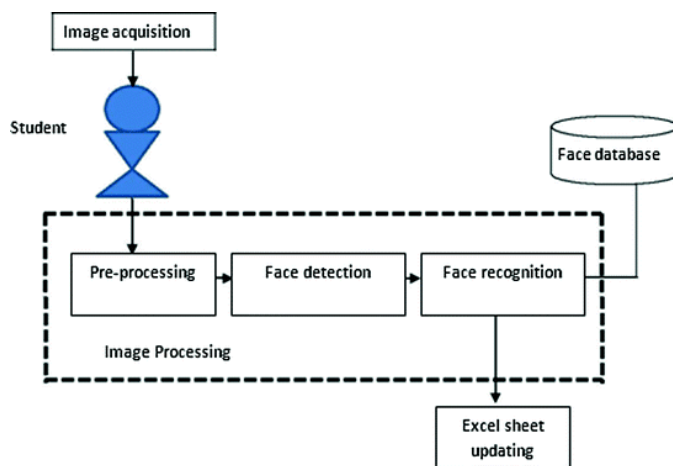 Image acquisition
Student
Face database
Pre-processing
Face detection
Face recognition
Image Processing
Excel sheet
updating